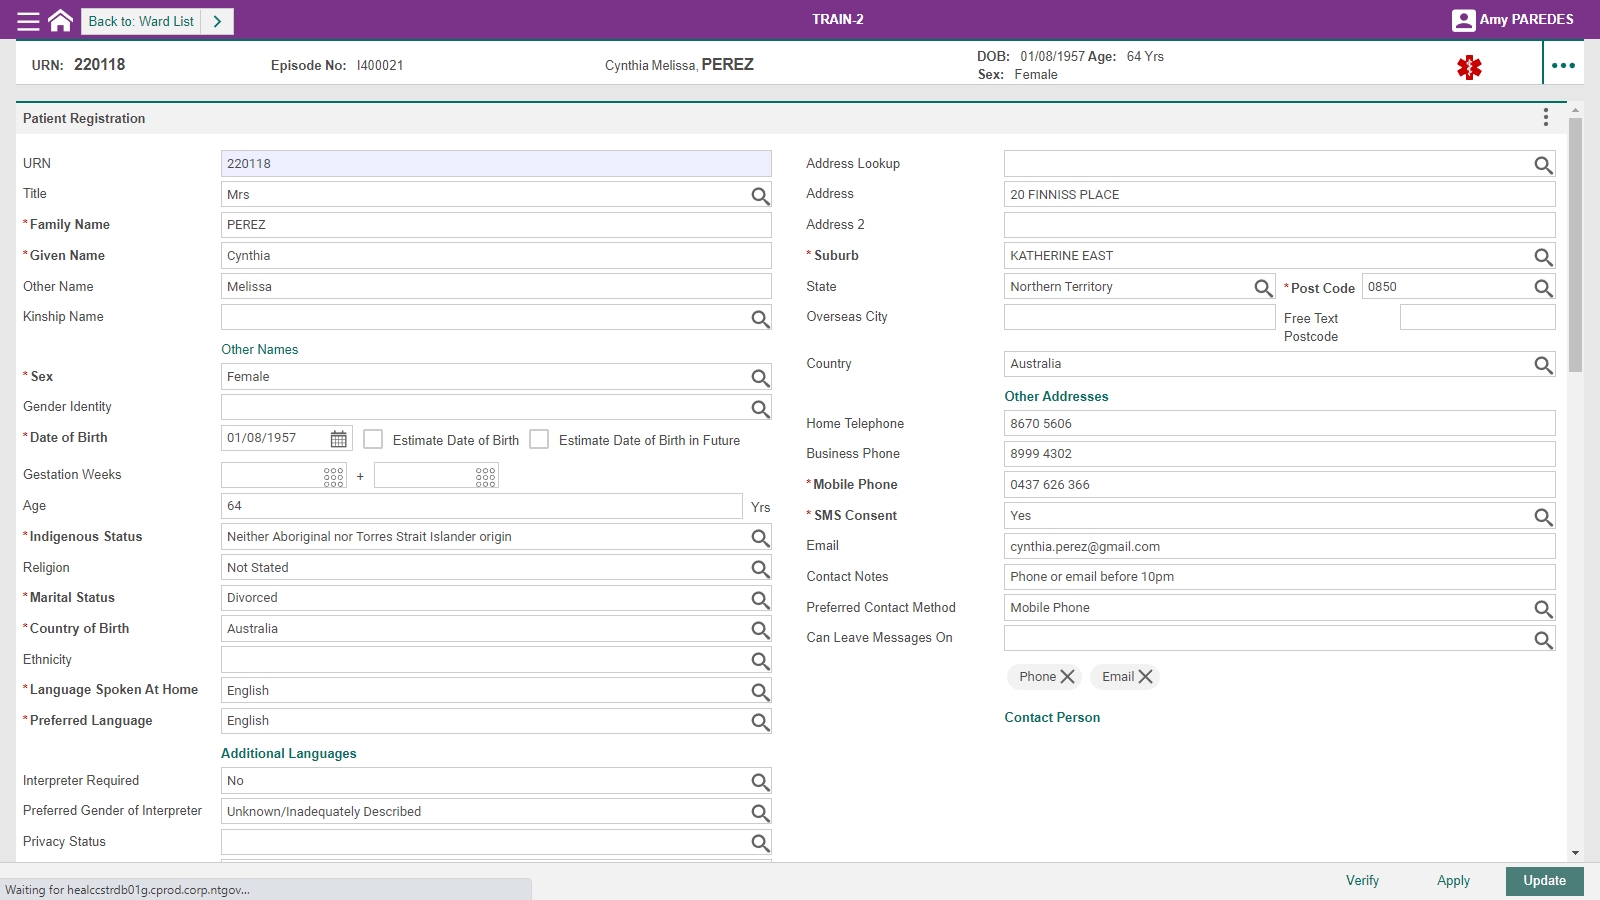 Back to: Ward List
TRAIN-2
Amy PAREDES
URN: 220118
Episode No: I400021
Cynthia Melissa, PEREZ
DOB: 01/08/1957 Age: 64 Yrs
Sex: Female
Patient Registration
URN 220118
Title Mrs
*Family Name PEREZ
*Given Name Cynthia
Other Name Melissa
Kinship Name
Other Names
*Sex Female
Gender Identity
*Date of Birth 01/08/1957 Estimate Date of Birth Estimate Date of Birth in Future
Gestation Weeks +
Age 64 Yrs
*Indigenous Status Neither Aboriginal nor Torres Strait Islander origin
Religion Not Stated
*Marital Status Divorced
*Country of Birth Australia
Ethnicity
*Language Spoken At Home English
*Preferred Language English
Additional Languages
Interpreter Required No
Preferred Gender of Interpreter Unknown/Inadequately Described
Privacy Status
Address Lookup
Address 20 FINNISS PLACE
Address 2
*Suburb KATHERINE EAST
State Northern Territory *Post Code 0850
Overseas City Free Text
Postcode
Country Australia
Other Addresses
Home Telephone 8670 5606
Business Phone 8999 4302
*Mobile Phone 0437 626 366
*SMS Consent Yes
Email cynthia.perez@gmail.com
Contact Notes Phone or email before 10pm
Preferred Contact Method Mobile Phone
Can Leave Messages On
Phone Email
Contact Person
Waiting for healccstrdb01g.cprod.corp.ntgov...
Verify Apply Update